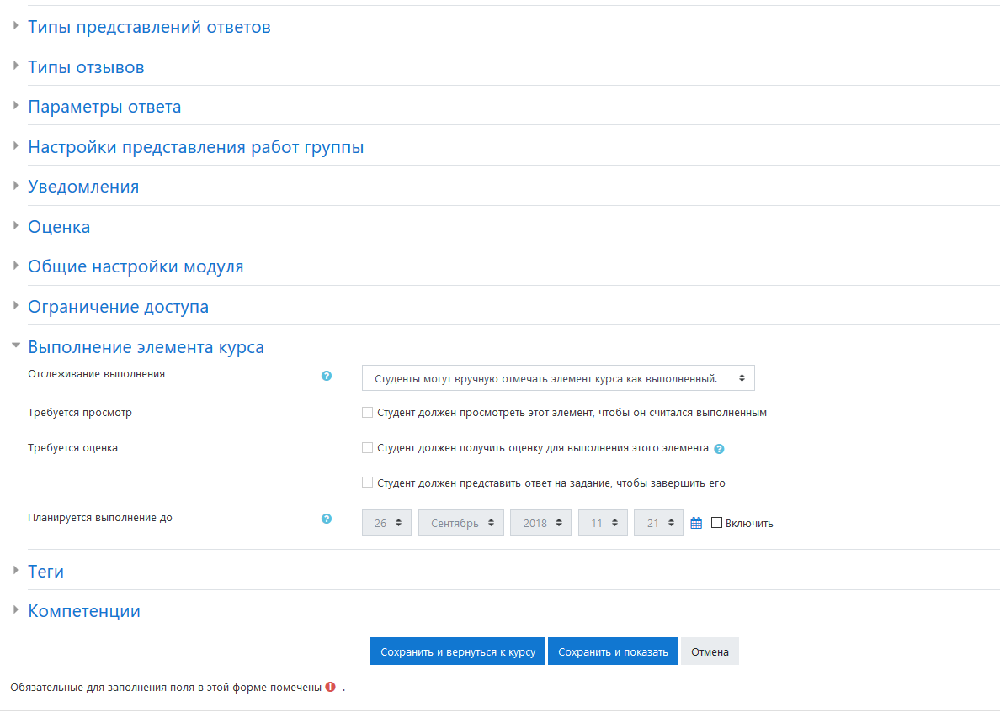 Типы представлений ответов
Типы отзывов
Параметры ответа
Настройки представления работ группы
Уведомления
Оценка
Общие настройки модуля
Ограничение доступа
Выполнение элемента курса
Отслеживание выполнения ? Студенты могут вручную отмечать элемент курса как выполненный.
Требуется просмотр Студент должен просмотреть этот элемент, чтобы он считался выполненным
Требуется оценка Студент должен получить оценку для выполнения этого элемента ?
Студент должен представить ответ на задание, чтобы завершить его
Планируется выполнение до ? 26 Сентябрь 2018 11 21 Включить
Теги
Компетенции
Сохранить и вернуться к курсу Сохранить и показать Отмена
Обязательные для заполнения поля в этой форме помечены ! .